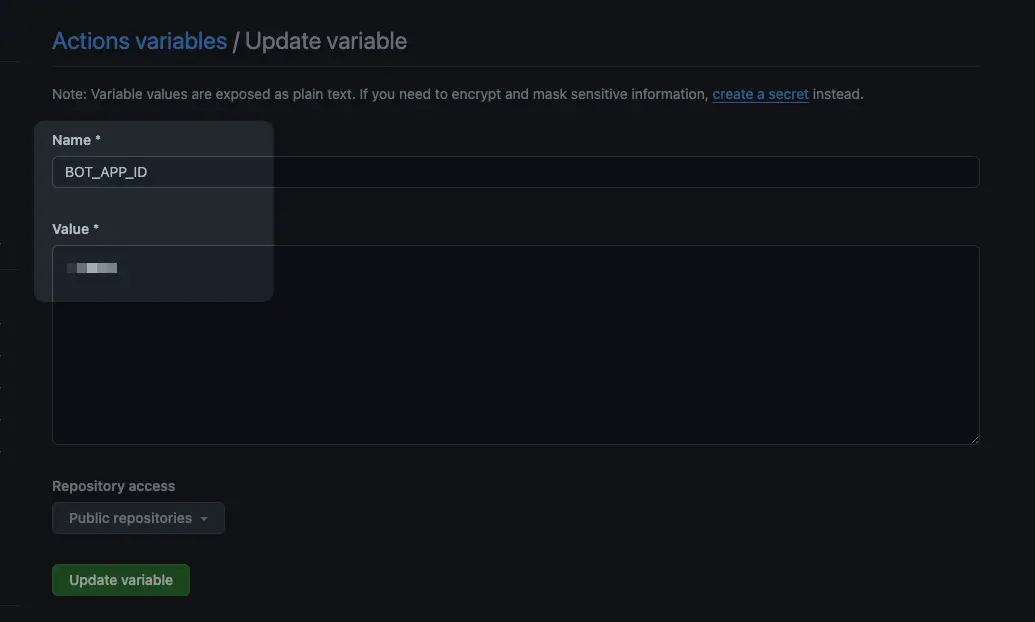 Actions variables / Update variable
Note: Variable values are exposed as plain text. If you need to encrypt and mask sensitive information, create a secret instead.
Name *
BOT_APP_ID
Value *
Repository access
Public repositories
Update variable